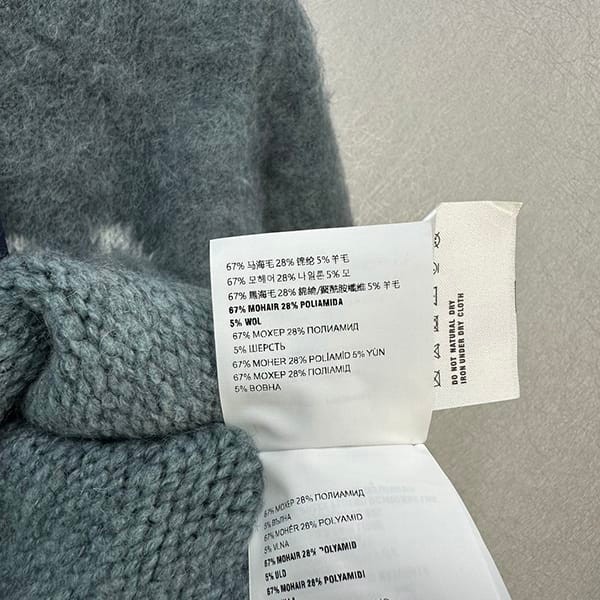 67% 马海毛 28% 锦纶 5% 羊毛
67% 모헤어 28% 나일론 5% 모
67% 馬海毛 28% 錦綸/聚酰胺纖維 5% 羊毛
67% MOHAIR 28% POLIAMIDA
5% WOL
67% МОХЕР 28% ПОЛИАМИД
5% ШЕРСТЬ
67% MOHER 28% POLİAMİD 5% YÜN
67% МОХЕР 28% ПОЛІАМІД
5% ВОВНА
DO NOT NATURAL DRY
IRON UNDER DRY CLOTH
67% МОХЕР 28% ПОЛИАМИД
5% ВЪЛНА
67% MOHÉR 28% POLYAMID
5% VLNA
67% MOHAIR 28% POLYAMID
5% ULD
67% MOHAIR 28% POLYAMIDI